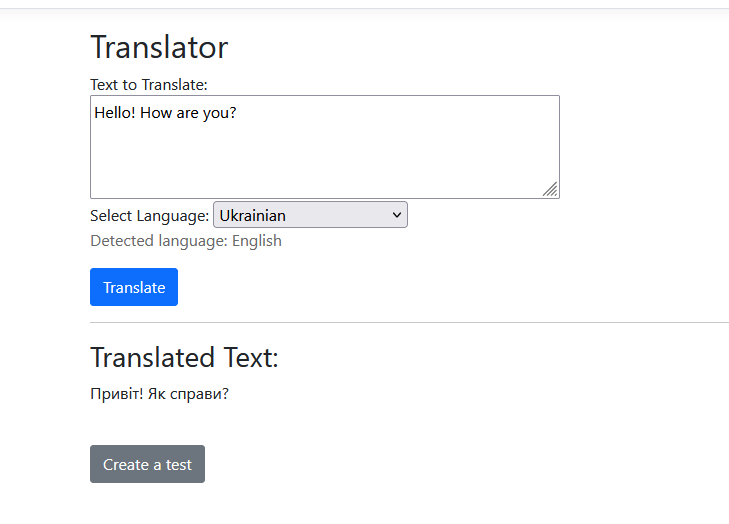 Translator
Text to Translate:
Hello! How are you?
Select Language: Ukrainian
Detected language: English
Translate
Translated Text:
Привіт! Як справи?
Create a test